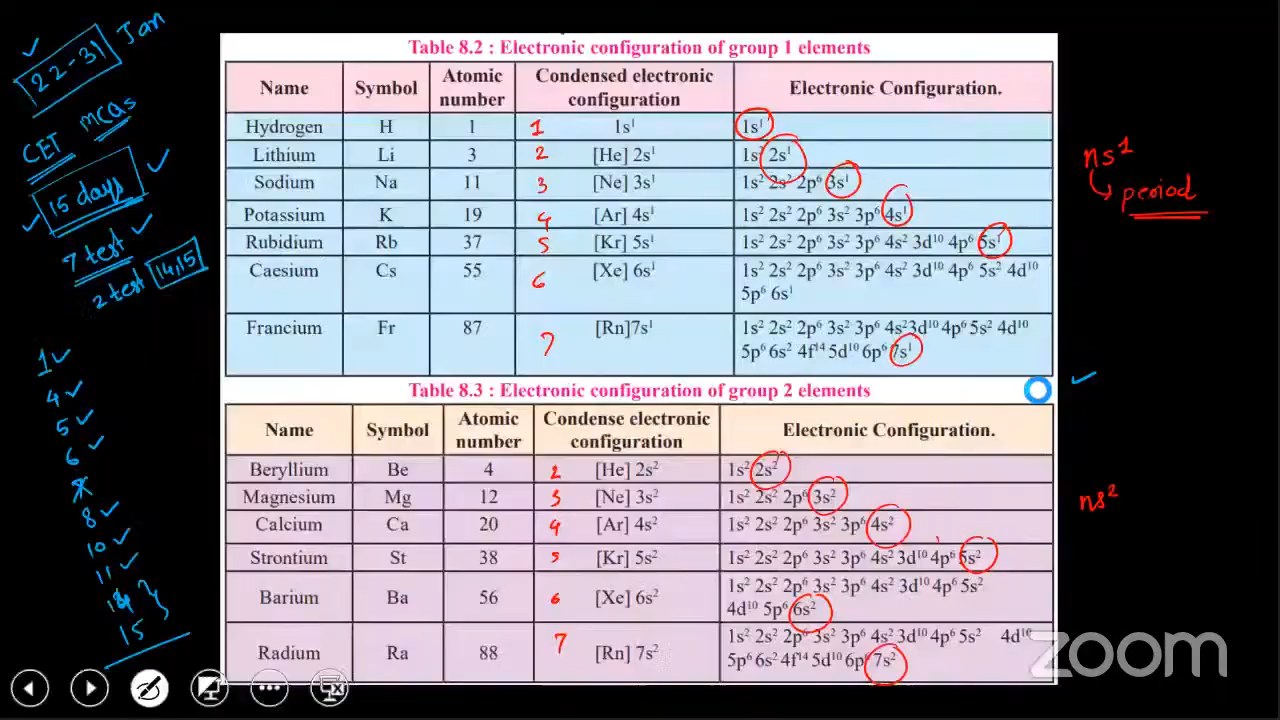 22-31 Jan
CET MCQs
15 days
7 test
2 test 14,15
1
4
5
6
7
8
10
11
14
15
Table 8.2 : Electronic configuration of group 1 elements
Name Symbol Atomic number Condensed electronic configuration Electronic Configuration.
Hydrogen H 1 1 1s¹ 1s¹
Lithium Li 3 2 [He] 2s¹ 1s² 2s¹
Sodium Na 11 3 [Ne] 3s¹ 1s² 2s² 2p⁶ 3s¹
Potassium K 19 4 [Ar] 4s¹ 1s² 2s² 2p⁶ 3s² 3p⁶ 4s¹
Rubidium Rb 37 5 [Kr] 5s¹ 1s² 2s² 2p⁶ 3s² 3p⁶ 4s² 3d¹⁰ 4p⁶ 5s¹
Caesium Cs 55 6 [Xe] 6s¹ 1s² 2s² 2p⁶ 3s² 3p⁶ 4s² 3d¹⁰ 4p⁶ 5s² 4d¹⁰
5p⁶ 6s¹
Francium Fr 87 7 [Rn]7s¹ 1s² 2s² 2p⁶ 3s² 3p⁶ 4s²3d¹⁰ 4p⁶ 5s² 4d¹⁰
5p⁶ 6s² 4f¹⁴ 5d¹⁰ 6p⁶ 7s¹
ns¹
period
Table 8.3 : Electronic configuration of group 2 elements
Name Symbol Atomic number Condense electronic configuration Electronic Configuration.
Beryllium Be 4 2 [He] 2s² 1s² 2s²
Magnesium Mg 12 3 [Ne] 3s² 1s² 2s² 2p⁶ 3s²
Calcium Ca 20 4 [Ar] 4s² 1s² 2s² 2p⁶ 3s² 3p⁶ 4s²
Strontium St 38 5 [Kr] 5s² 1s² 2s² 2p⁶ 3s² 3p⁶ 4s² 3d¹⁰ 4p⁶ 5s²
Barium Ba 56 6 [Xe] 6s² 1s² 2s² 2p⁶ 3s² 3p⁶ 4s² 3d¹⁰ 4p⁶ 5s²
4d¹⁰ 5p⁶ 6s²
Radium Ra 88 7 [Rn] 7s² 1s² 2s² 2p⁶ 3s² 3p⁶ 4s² 3d¹⁰ 4p⁶ 5s² 4d¹⁰
5p⁶ 6s² 4f¹⁴ 5d¹⁰ 6p⁶ 7s²
ns²
zoom